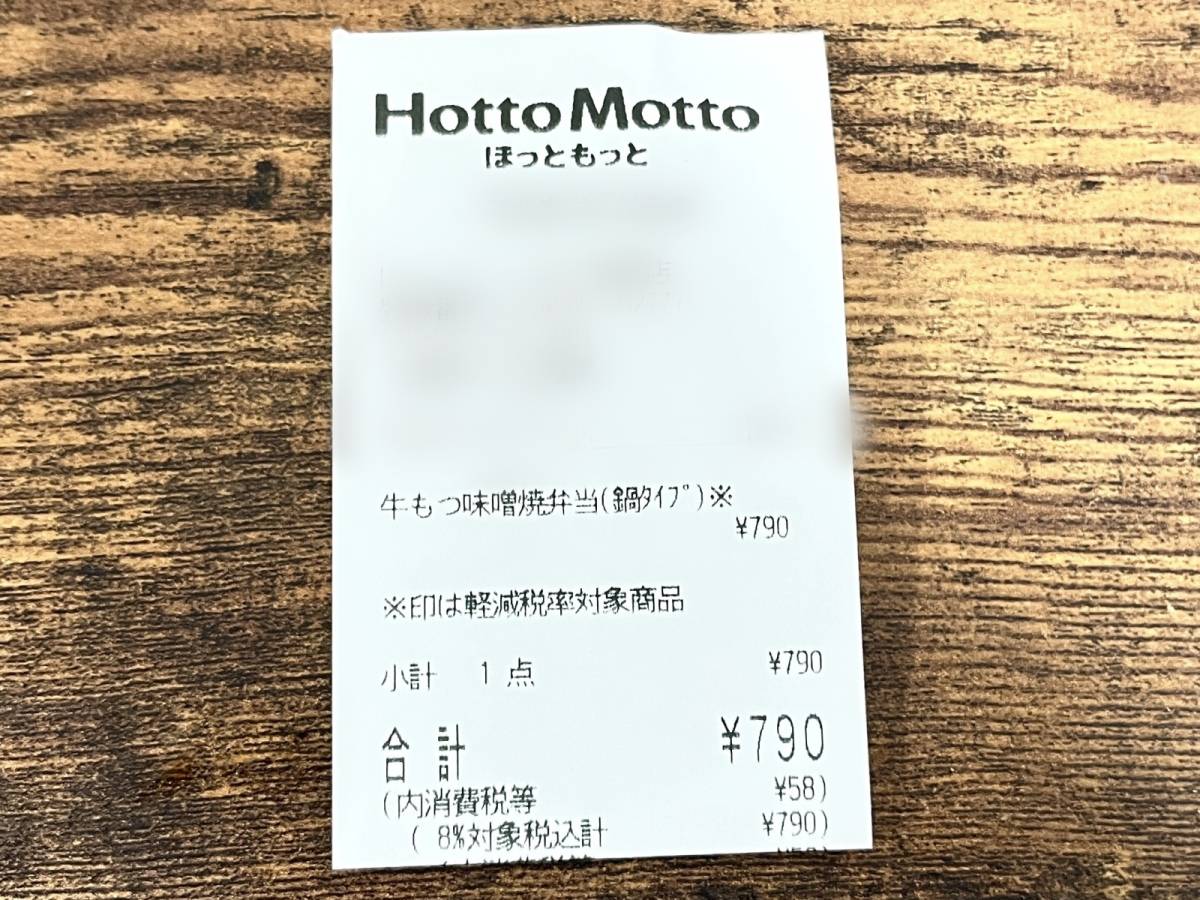 HottoMotto
ほっともっと
牛もつ味噌焼弁当(鍋ﾀｲﾌﾟ)※
¥790
※印は軽減税率対象商品
小計 1点 ¥790
合計 ¥790
(内消費税等 ¥58)
( 8%対象税込計 ¥790)